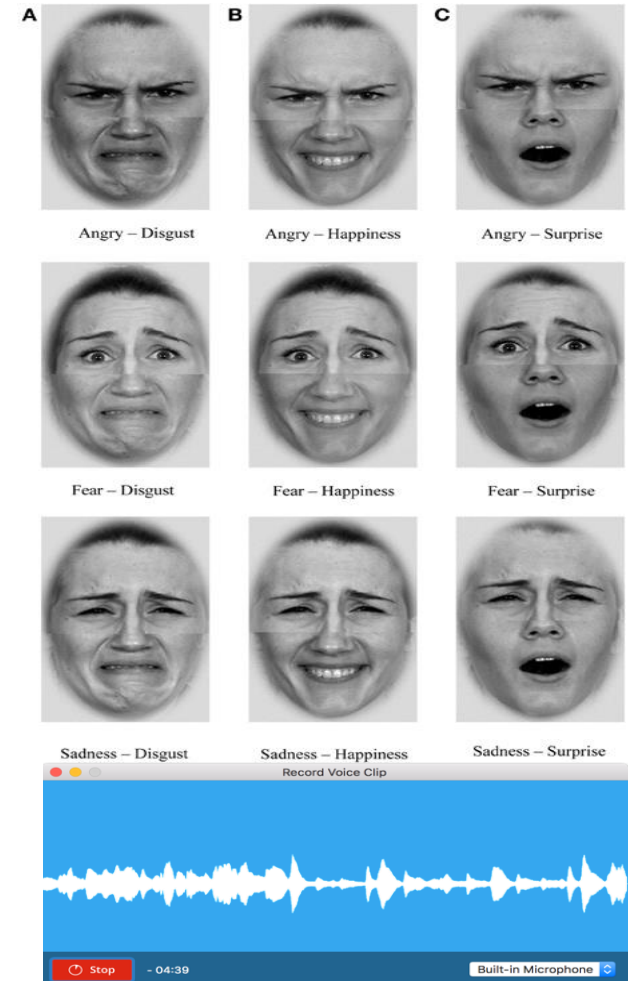 A B C
Angry – Disgust Angry – Happiness Angry – Surprise
Fear – Disgust Fear – Happiness Fear – Surprise
Sadness – Disgust Sadness – Happiness Sadness – Surprise
Record Voice Clip
Stop - 04:39 Built-in Microphone